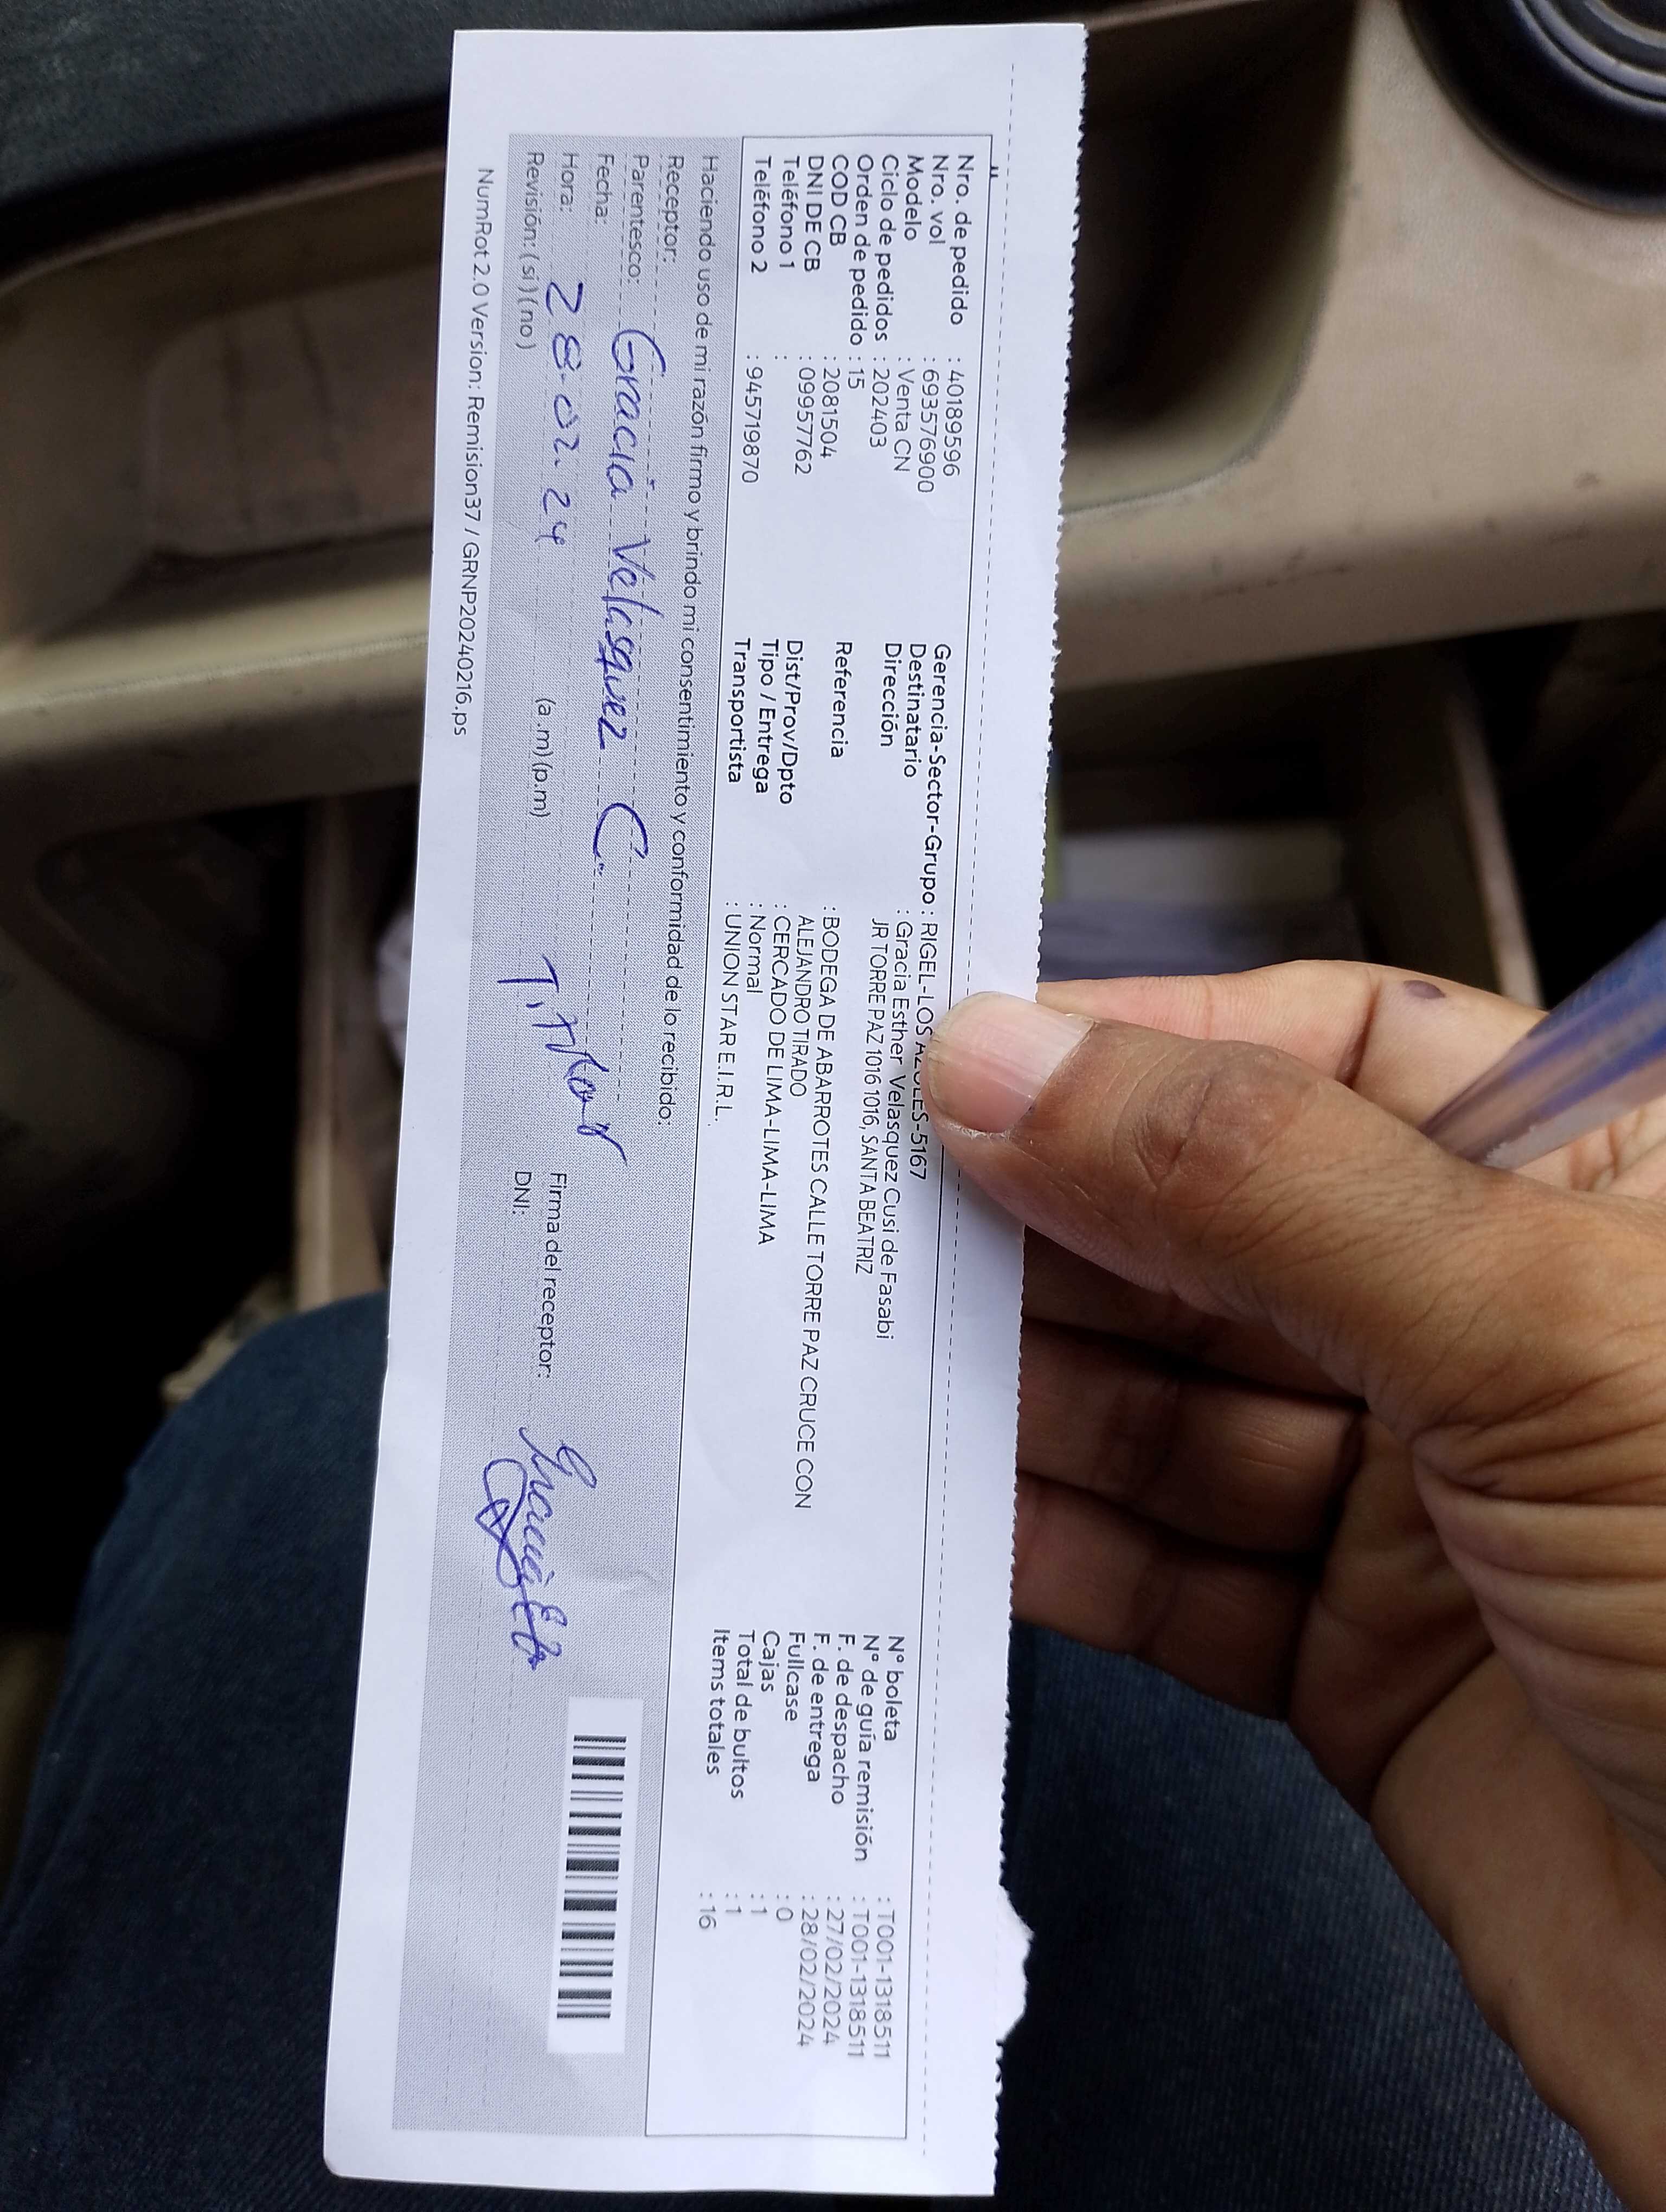 Nro. de pedido : 40189596
Nro. vol : 693576900
Modelo : Venta CN
Ciclo de pedidos : 202403
Orden de pedido : 15
COD CB : 2081504
DNI DE CB : 09957762
Teléfono 1 :
Teléfono 2 : 945719870
Gerencia-Sector-Grupo : RIGEL-LOS AZULES-5167
Destinatario : Gracia Esther Velasquez Cusi de Fasabi
Dirección JR TORRE PAZ 1016 1016, SANTA BEATRIZ
Referencia : BODEGA DE ABARROTES CALLE TORRE PAZ CRUCE CON
ALEJANDRO TIRADO
Dist/Prov/Dpto : CERCADO DE LIMA-LIMA-LIMA
Tipo / Entrega : Normal
Transportista : UNION STAR E.I.R.L.
N° boleta : T001-1318511
N° de guía remisión : T001-1318511
F. de despacho : 27/02/2024
F. de entrega : 28/02/2024
Fullcase : 0
Cajas : 1
Total de bultos : 1
Items totales : 16
Haciendo uso de mi razón firmo y brindo mi consentimiento y conformidad de lo recibido:
Receptor: Gracia Velasquez C.
Parentesco: Titular
Fecha: 28-02.24
Hora: (a.m) (p.m)
Revisión: ( si ) ( no )
Firma del receptor:
DNI:
NumRot 2.0 Version: Remision37 / GRNP20240216.ps